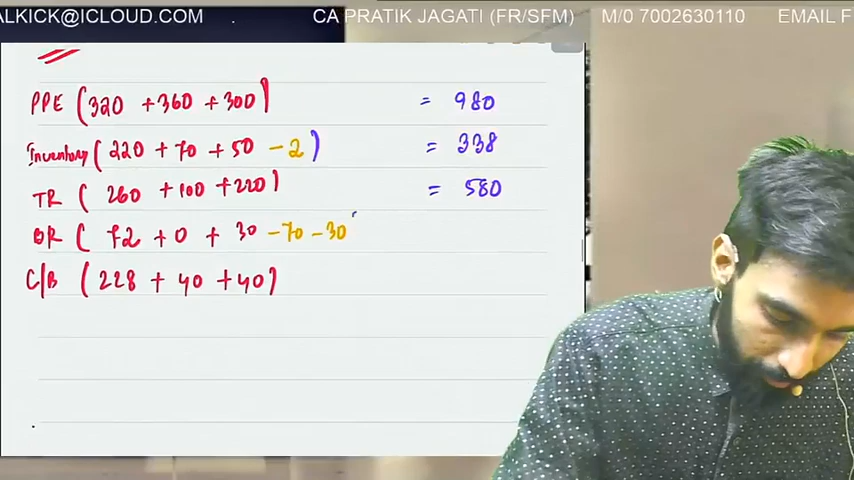 ALKICK@ICLOUD.COM CA PRATIK JAGATI (FR/SFM) M/0 7002630110 EMAIL F
PPE (320 +360 +300) = 980
Inventory (220 + 70 + 50 - 2) = 338
TR ( 260 +100 +220) = 580
OR ( 72 + 0 + 30 -70 -30
C/B (228 + 40 +40)